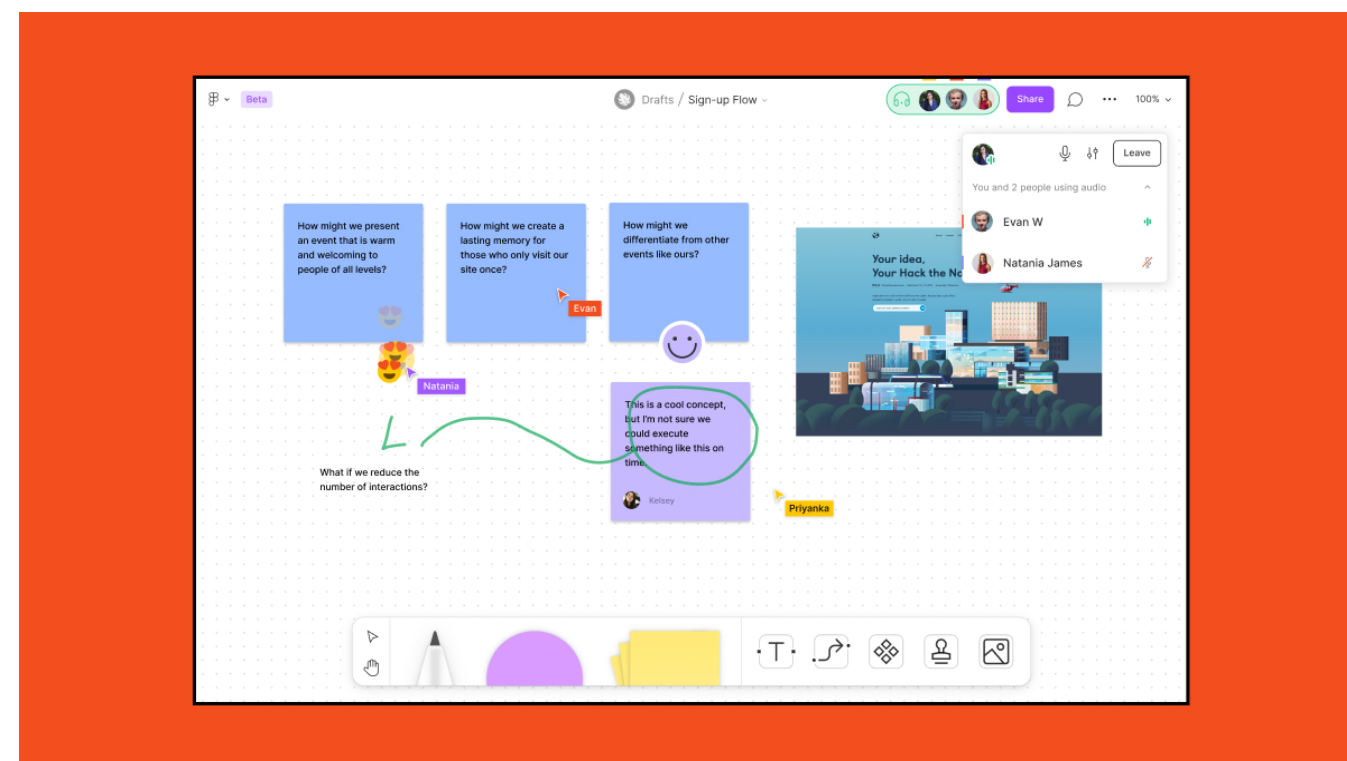 Beta
Drafts / Sign-up Flow
Share
100%
Leave
You and 2 people using audio
Evan W
Natania James
How might we present
an event that is warm
and welcoming to
people of all levels?
How might we create a
lasting memory for
those who only visit our
site once?
How might we
differentiate from other
events like ours?
Your idea,
Your Hack the
Evan
Natania
This is a cool concept,
but I'm not sure we
could execute
something like this on
time.
Kelsey
What if we reduce the
number of interactions?
Priyanka
T